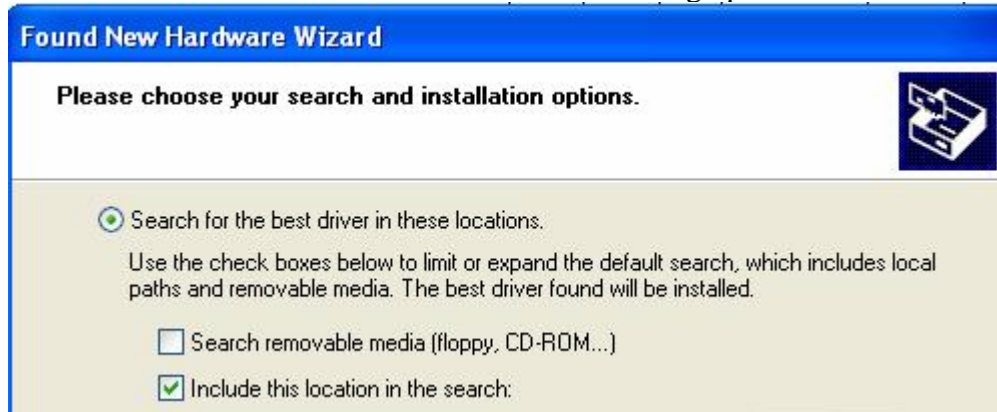 Found New Hardware Wizard
Please choose your search and installation options.
Search for the best driver in these locations.
Use the check boxes below to limit or expand the default search, which includes local
paths and removable media. The best driver found will be installed.
Search removable media (floppy, CD-ROM...)
Include this location in the search: